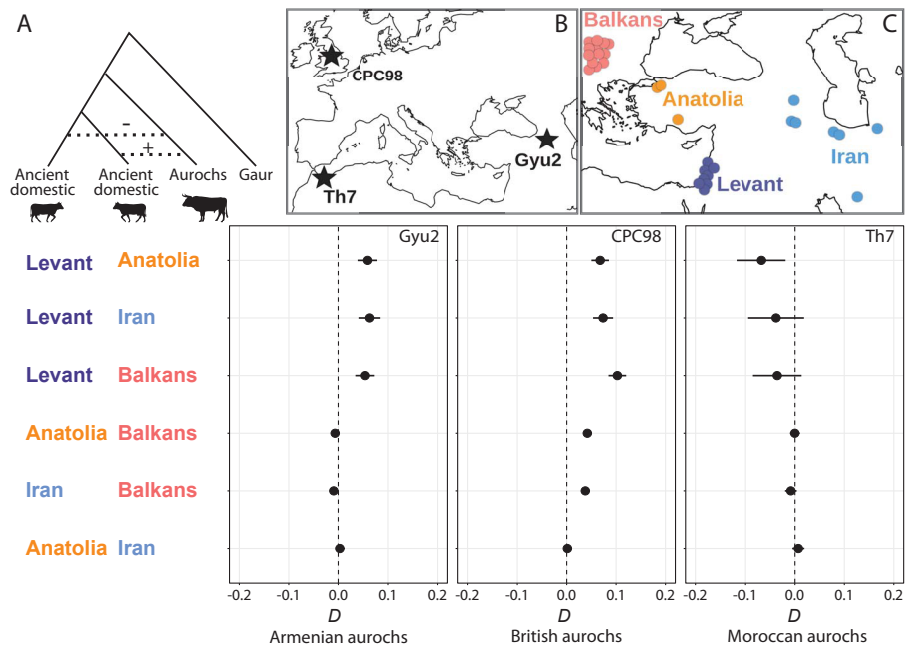 A
B
C
-
+
Ancient domestic
Ancient domestic
Aurochs
Gaur
CPC98
Th7
Gyu2
Balkans
Anatolia
Iran
Levant
Gyu2
CPC98
Th7
Levant Anatolia
Levant Iran
Levant Balkans
Anatolia Balkans
Iran Balkans
Anatolia Iran
-0.2 -0.1 0.0 0.1 0.2
-0.2 -0.1 0.0 0.1 0.2
-0.2 -0.1 0.0 0.1 0.2
D
D
D
Armenian aurochs
British aurochs
Moroccan aurochs